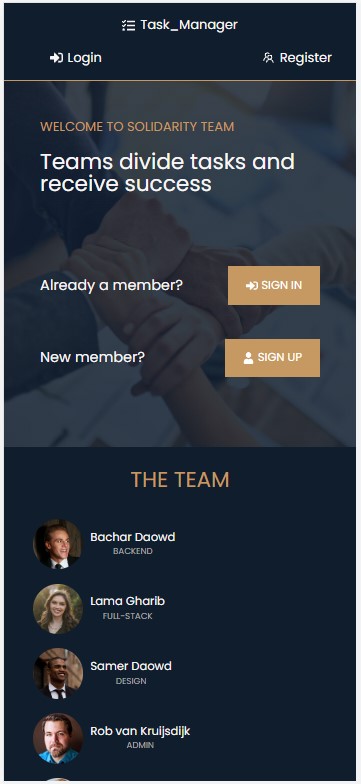 Task_Manager
Login
Register
WELCOME TO SOLIDARITY TEAM
Teams divide tasks and
receive success
Already a member?
SIGN IN
New member?
SIGN UP
THE TEAM
Bachar Daowd
BACKEND
Lama Gharib
FULL-STACK
Samer Daowd
DESIGN
Rob van Kruijsdijk
ADMIN